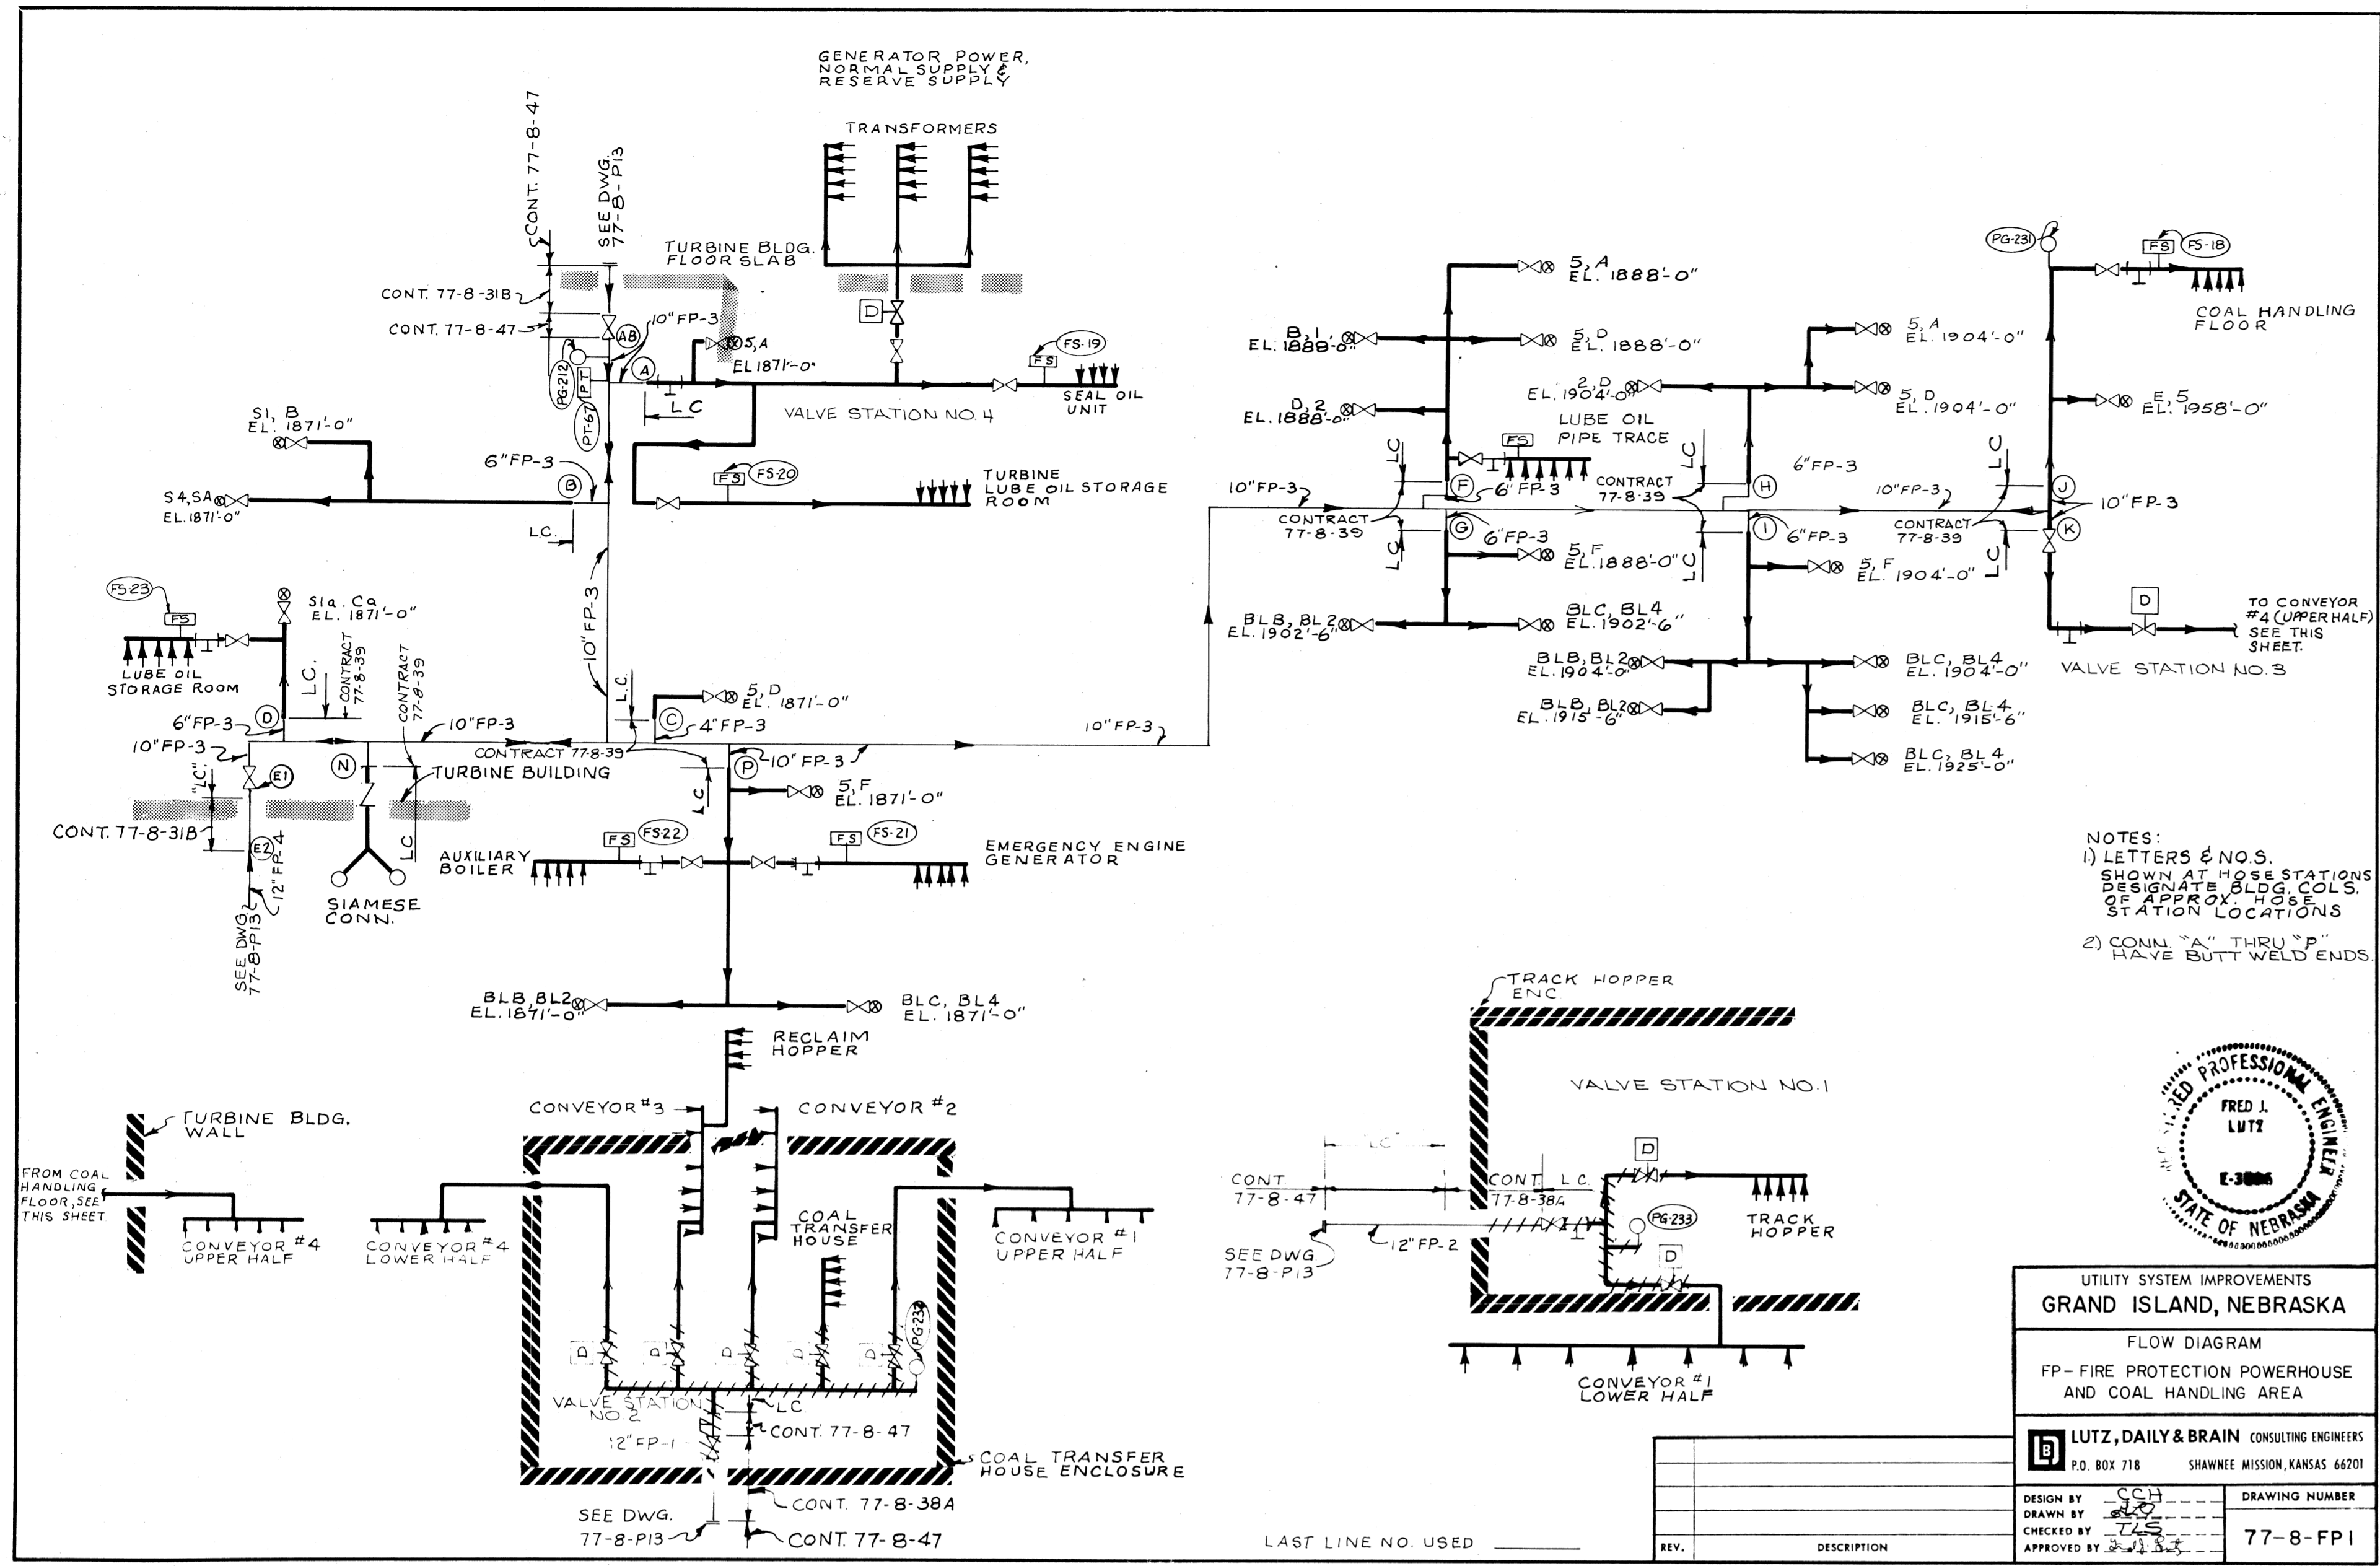 GENERATOR POWER,
NORMAL SUPPLY &
RESERVE SUPPLY
TRANSFORMERS
CONT. 77-8-47
SEE DWG.
77-8-P13
TURBINE BLDG.
FLOOR SLAB
CONT. 77-8-31B
CONT. 77-8-47
AB
10"FP-3
D
5, A
EL 1871'-0"
PG-212
PT
PT-67
A
LC
FS-19
FS
SEAL OIL
UNIT
VALVE STATION NO. 4
S1, B
EL. 1871'-0"
6"FP-3
B
S4, SA
EL. 1871'-0"
L.C.
FS
FS-20
TURBINE
LUBE OIL STORAGE
ROOM
10"FP-3
FS-23
FS
S1a. Ca
EL. 1871'-0"
LUBE OIL
STORAGE ROOM
L.C.
CONTRACT
77-8-39
CONTRACT
77-8-39
6"FP-3
D
10"FP-3
10"FP-3
L.C.
5, D
EL. 1871'-0"
C
4"FP-3
CONTRACT 77-8-39
10"FP-3
10"FP-3
P
LC
"LC"
E1
N
TURBINE BUILDING
CONT. 77-8-31B
E2
12"FP-4
LC
SEE DWG.
77-8-P13
SIAMESE
CONN.
5, F
EL. 1871'-0"
FS
FS-22
FS
FS-21
AUXILIARY
BOILER
EMERGENCY ENGINE
GENERATOR
BLB, BL2
EL. 1871'-0"
BLC, BL4
EL. 1871'-0"
5, A
EL. 1888'-0"
B, 1
EL. 1888-0"
5, D
EL. 1888'-0"
D, 2
EL. 1888-0"
2, D
EL. 1904'-0"
5, A
EL. 1904'-0"
5, D
EL. 1904'-0"
LUBE OIL
PIPE TRACE
FS
LC
F
6"FP-3
10"FP-3
CONTRACT
77-8-39
CONTRACT
77-8-39
LC
H
6"FP-3
10"FP-3
G
6"FP-3
LC
5, F
EL. 1888'-0"
BLB, BL2
EL. 1902'-6"
BLC, BL4
EL. 1902'-6"
I
6"FP-3
LC
5, F
EL. 1904'-0"
BLB, BL2
EL. 1904'-0"
BLC, BL4
EL. 1904'-0"
BLB, BL2
EL. 1915'-6"
BLC, BL4
EL. 1915'-6"
BLC, BL4
EL. 1925'-0"
PG-231
FS
FS-18
COAL HANDLING
FLOOR
E, 5
EL. 1958'-0"
LC
J
10"FP-3
CONTRACT
77-8-39
K
LC
D
TO CONVEYOR
#4 (UPPER HALF)
SEE THIS
SHEET.
VALVE STATION NO. 3
NOTES:
1.) LETTERS & NO.S.
SHOWN AT HOSE STATIONS
DESIGNATE BLDG. COLS.
OF APPROX. HOSE
STATION LOCATIONS
2.) CONN. "A" THRU "P"
HAVE BUTT WELD ENDS.
RECLAIM
HOPPER
CONVEYOR #3
CONVEYOR #2
TURBINE BLDG.
WALL
FROM COAL
HANDLING
FLOOR, SEE
THIS SHEET
CONVEYOR #4
UPPER HALF
CONVEYOR #4
LOWER HALF
COAL
TRANSFER
HOUSE
CONVEYOR #1
UPPER HALF
D
D
D
D
D
VALVE STATION
NO. 2
12"FP-1
LC
CONT. 77-8-47
COAL TRANSFER
HOUSE ENCLOSURE
CONT. 77-8-38A
SEE DWG.
77-8-P13
CONT. 77-8-47
TRACK HOPPER
ENC.
VALVE STATION NO. 1
"LC"
CONT.
77-8-47
CONT.
77-8-38A
L C.
D
PG-233
TRACK
HOPPER
SEE DWG.
77-8-P13
12"FP-2
D
CONVEYOR #1
LOWER HALF
PROFESSIONAL ENGINEER
FRED J.
LUTZ
STATE OF NEBRASKA
UTILITY SYSTEM IMPROVEMENTS
GRAND ISLAND, NEBRASKA
FLOW DIAGRAM
FP-FIRE PROTECTION POWERHOUSE
AND COAL HANDLING AREA
LUTZ, DAILY & BRAIN CONSULTING ENGINEERS
P.O. BOX 718 SHAWNEE MISSION, KANSAS 66201
DESIGN BY CCH
DRAWN BY
CHECKED BY TLS
APPROVED BY
DRAWING NUMBER
77-8-FP1
REV. DESCRIPTION
LAST LINE NO. USED